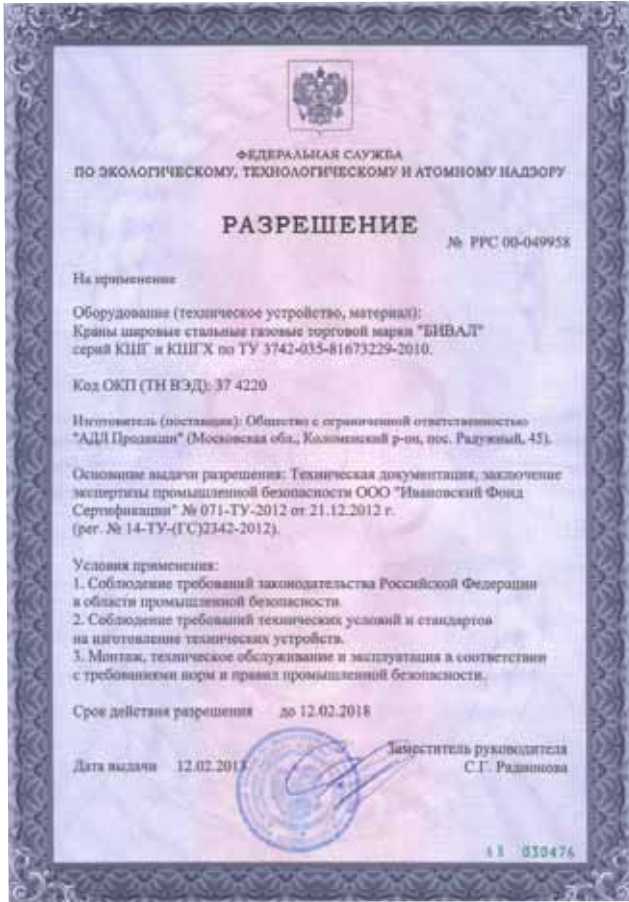 ФЕДЕРАЛЬНАЯ СЛУЖБА
ПО ЭКОЛОГИЧЕСКОМУ, ТЕХНОЛОГИЧЕСКОМУ И АТОМНОМУ НАДЗОРУ
РАЗРЕШЕНИЕ
№ РРС 00-049958
На применение
Оборудование (техническое устройство, материал):
Краны шаровые стальные газовые торговой марки "БИВАЛ"
серий КШГ и КШГХ по ТУ 3742-035-81673229-2010.
Код ОКП (ТН ВЭД): 37 4220
Изготовитель (поставщик): Общество с ограниченной ответственностью
"АДЛ Продакшн" (Московская обл., Коломенский р-он, пос. Радужный, 45).
Основание выдачи разрешения: Техническая документация, заключение
экспертизы промышленной безопасности ООО "Ивановский Фонд
Сертификации" № 071-ТУ-2012 от 21.12.2012 г.
(рег. № 14-ТУ-(ГС)2342-2012).
Условия применения:
1. Соблюдение требований законодательства Российской Федерации
в области промышленной безопасности.
2. Соблюдение требований технических условий и стандартов
на изготовление технических устройств.
3. Монтаж, техническое обслуживание и эксплуатация в соответствии
с требованиями норм и правил промышленной безопасности.
Срок действия разрешения до 12.02.2018
Дата выдачи 12.02.2013
Заместитель руководителя
С.Г. Радионова
030476